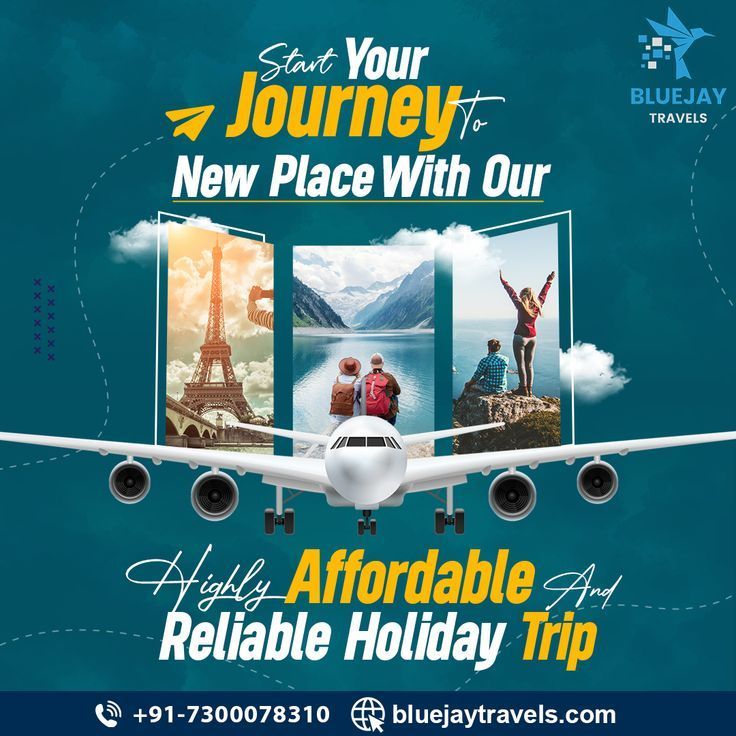 Start Your
Journey To
New Place With Our
BLUEJAY
TRAVELS
Highly Affordable And
Reliable Holiday Trip
+91-7300078310 bluejaytravels.com